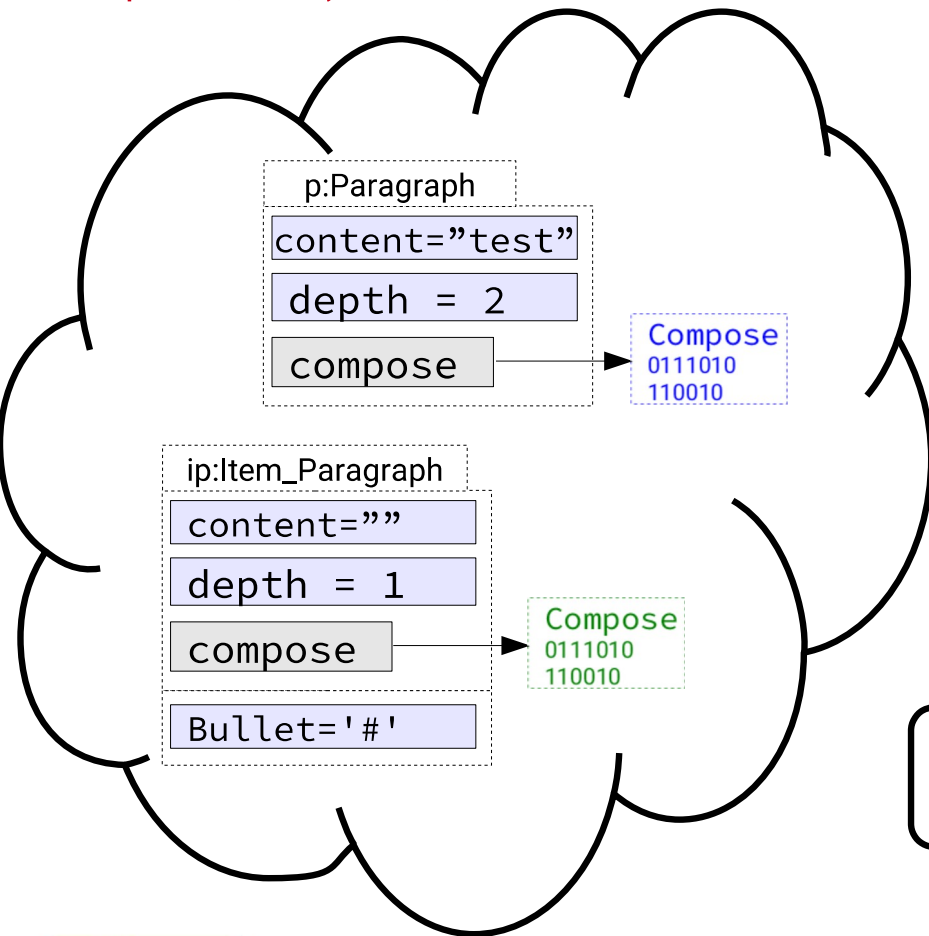 p:Paragraph
content=”test”
depth = 2
compose
Compose
0111010
110010
ip:Item_Paragraph
content=””
depth = 1
compose
Compose
0111010
110010
Bullet='#'